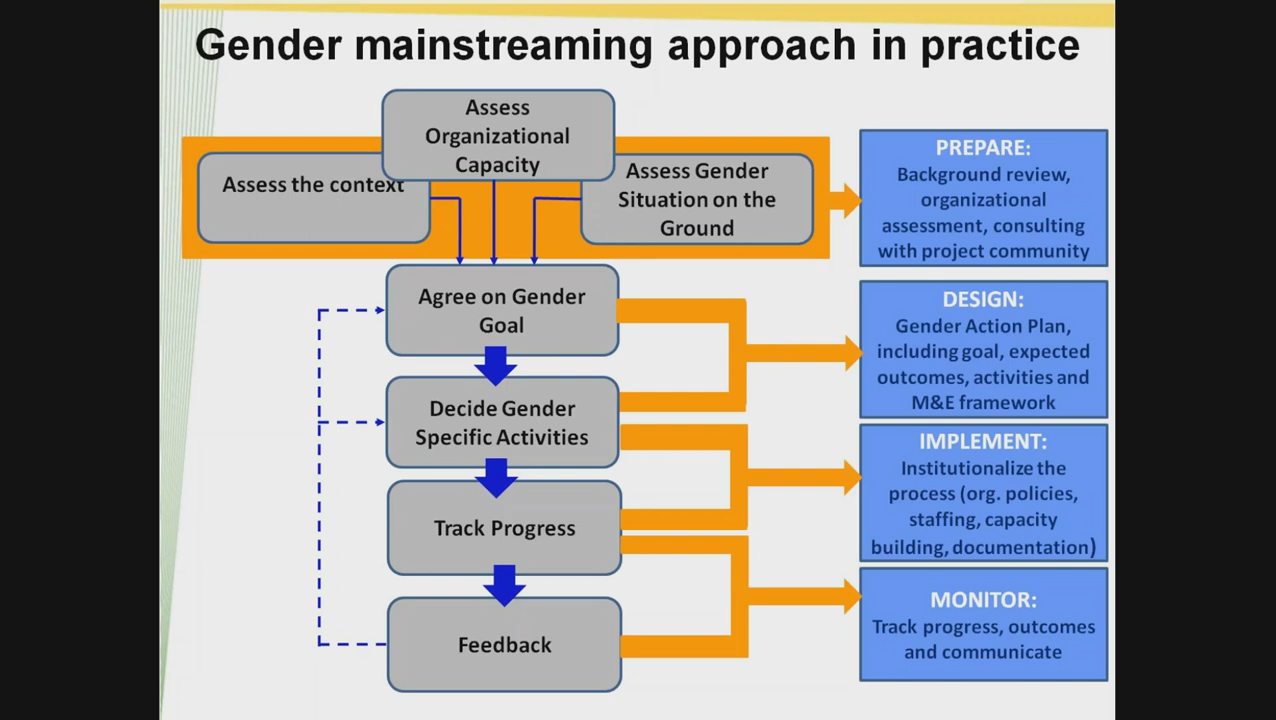 Gender mainstreaming approach in practice
Assess
Organizational
Capacity
Assess the context
Assess Gender
Situation on the
Ground
PREPARE:
Background review,
organizational
assessment, consulting
with project community
Agree on Gender
Goal
DESIGN:
Gender Action Plan,
including goal, expected
outcomes, activities and
M&E framework
Decide Gender
Specific Activities
IMPLEMENT:
Institutionalize the
process (org. policies,
staffing, capacity
building, documentation)
Track Progress
MONITOR:
Track progress, outcomes
and communicate
Feedback